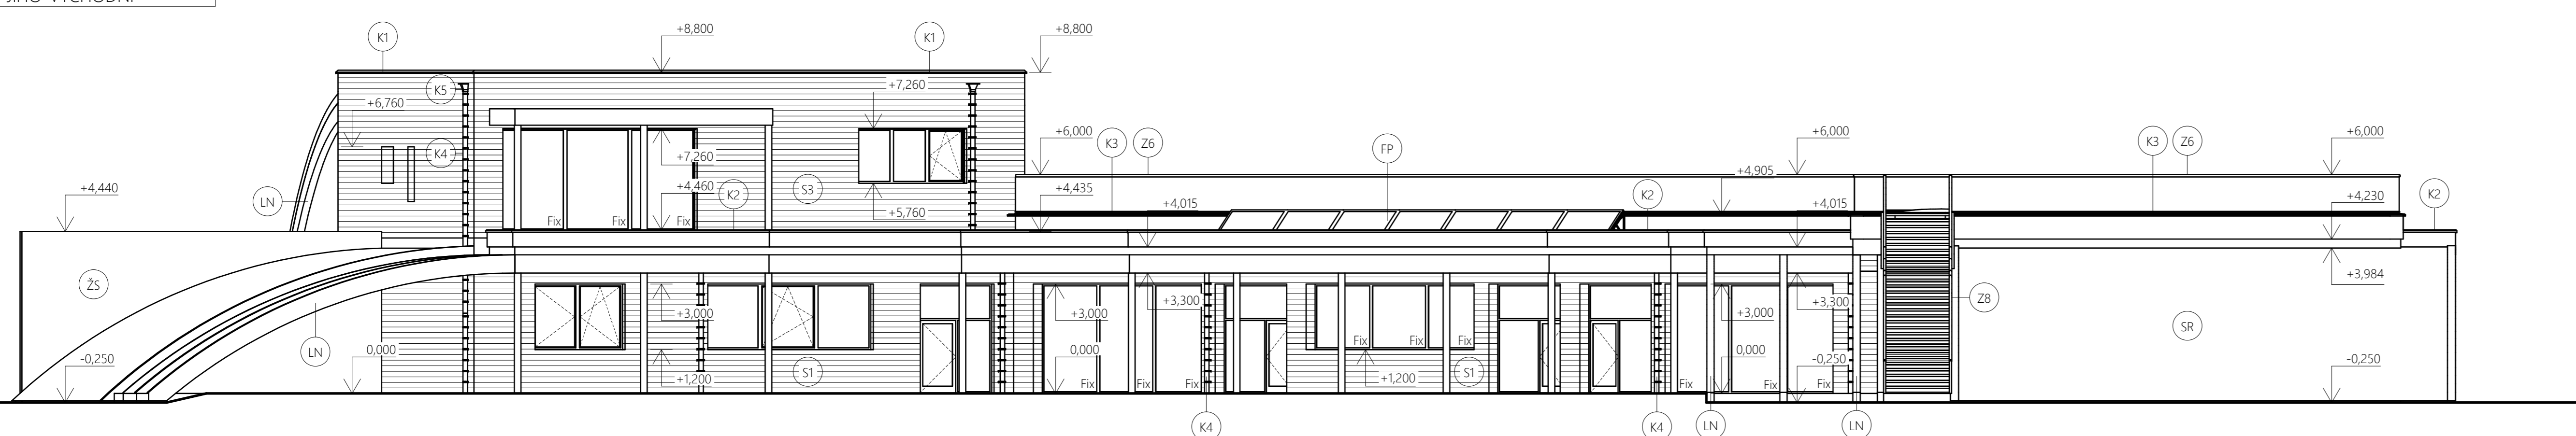 JIHO-VÝCHODNÍ
K1
+8,800
K1
+8,800
K5
+7,260
+6,760
+6,000
K3
Z6
+6,000
K3
Z6
+6,000
FP
K4
+7,260
+4,905
+4,440
+4,460
S3
K2
+4,435
K2
+4,230
K2
LN
+4,015
+4,015
+5,760
Fix
Fix
Fix
ŽS
+3,984
+3,000
+3,300
+3,000
+3,300
+3,000
Z8
SR
LN
0,000
0,000
Fix
Fix
Fix
0,000
-0,250
-0,250
-0,250
+1,200
S1
+1,200
S1
Fix
Fix
Fix
Fix
Fix
Fix
K4
K4
LN
LN